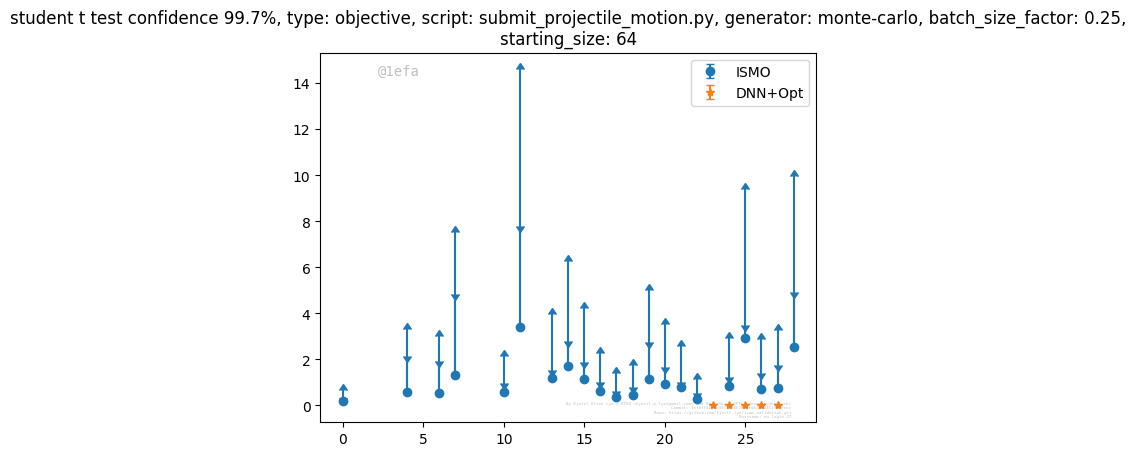 student t test confidence 99.7%, type: objective, script: submit_projectile_motion.py, generator: monte-carlo, batch_size_factor: 0.25,
starting_size: 64
@1efa
ISMO
DNN+Opt
14
12
10
8
6
4
2
0
0 5 10 15 20 25